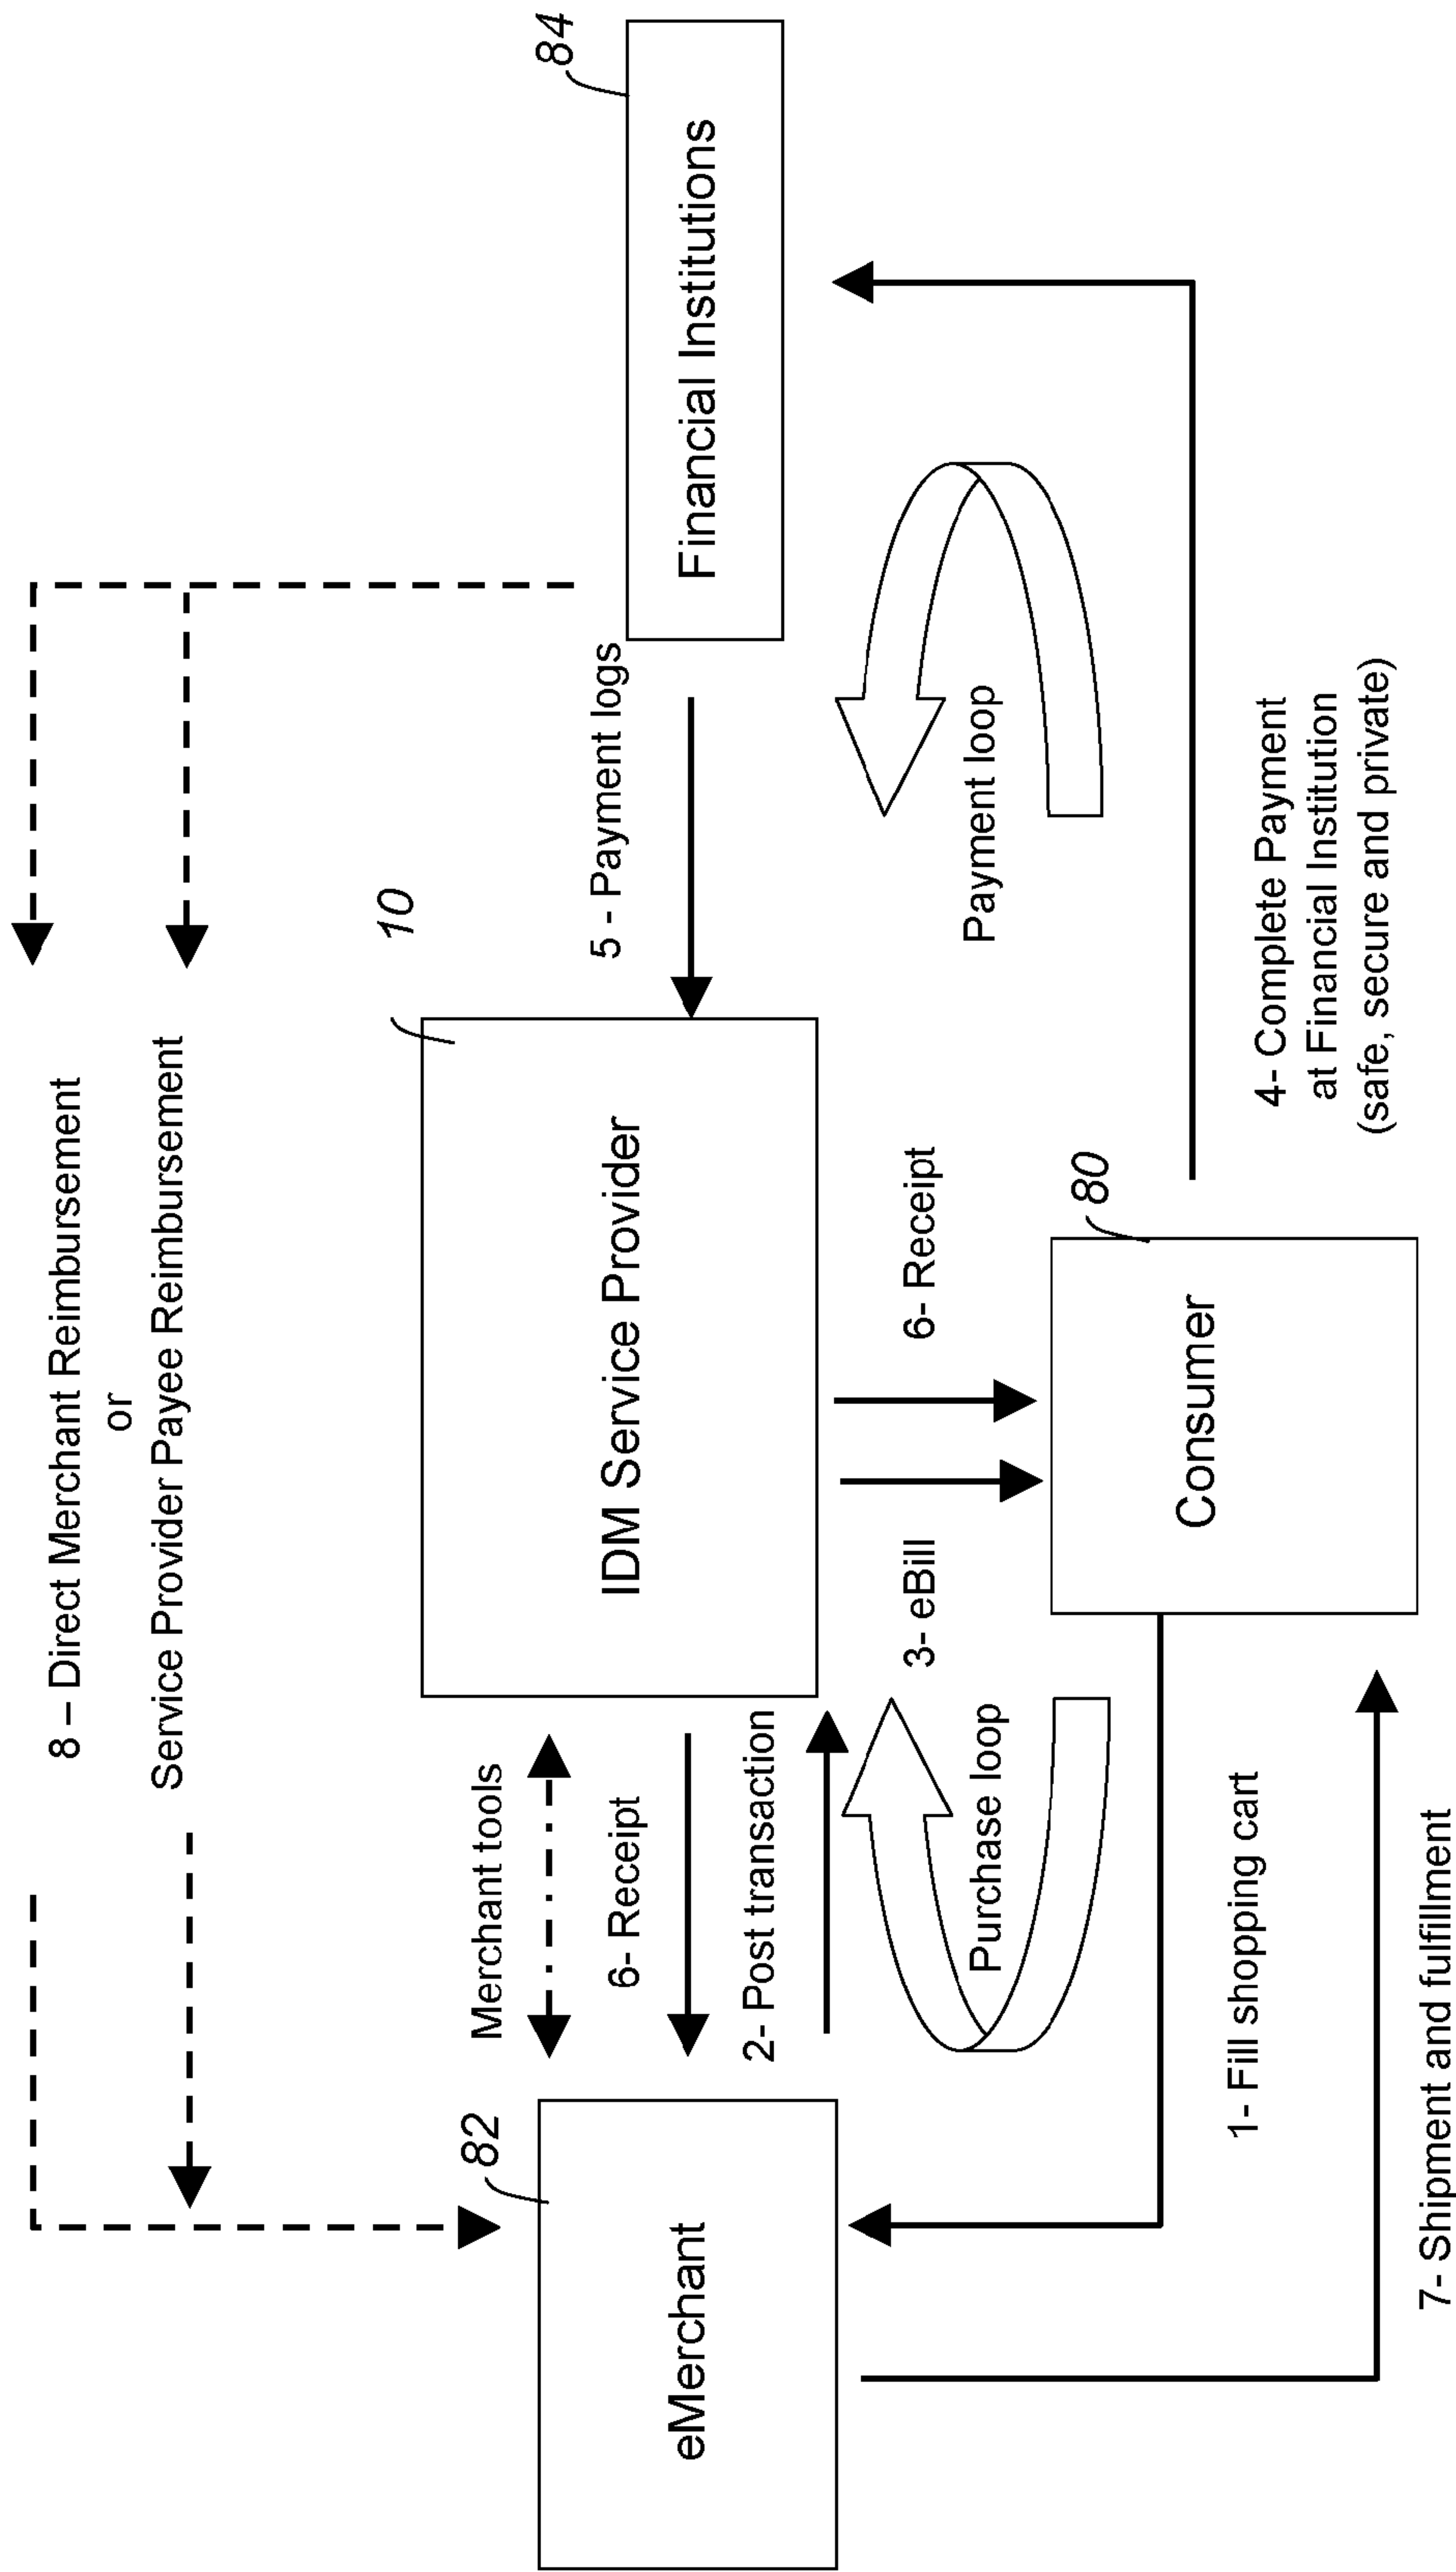 8 – Direct Merchant Reimbursement
or
Service Provider Payee Reimbursement
84
Financial Institutions
10
IDM Service Provider
5 - Payment logs
Merchant tools
6- Receipt
2- Post transaction
82
eMerchant
3- eBill
6- Receipt
Purchase loop
Payment loop
80
Consumer
1- Fill shopping cart
4- Complete Payment
at Financial Institution
(safe, secure and private)
7- Shipment and fulfillment